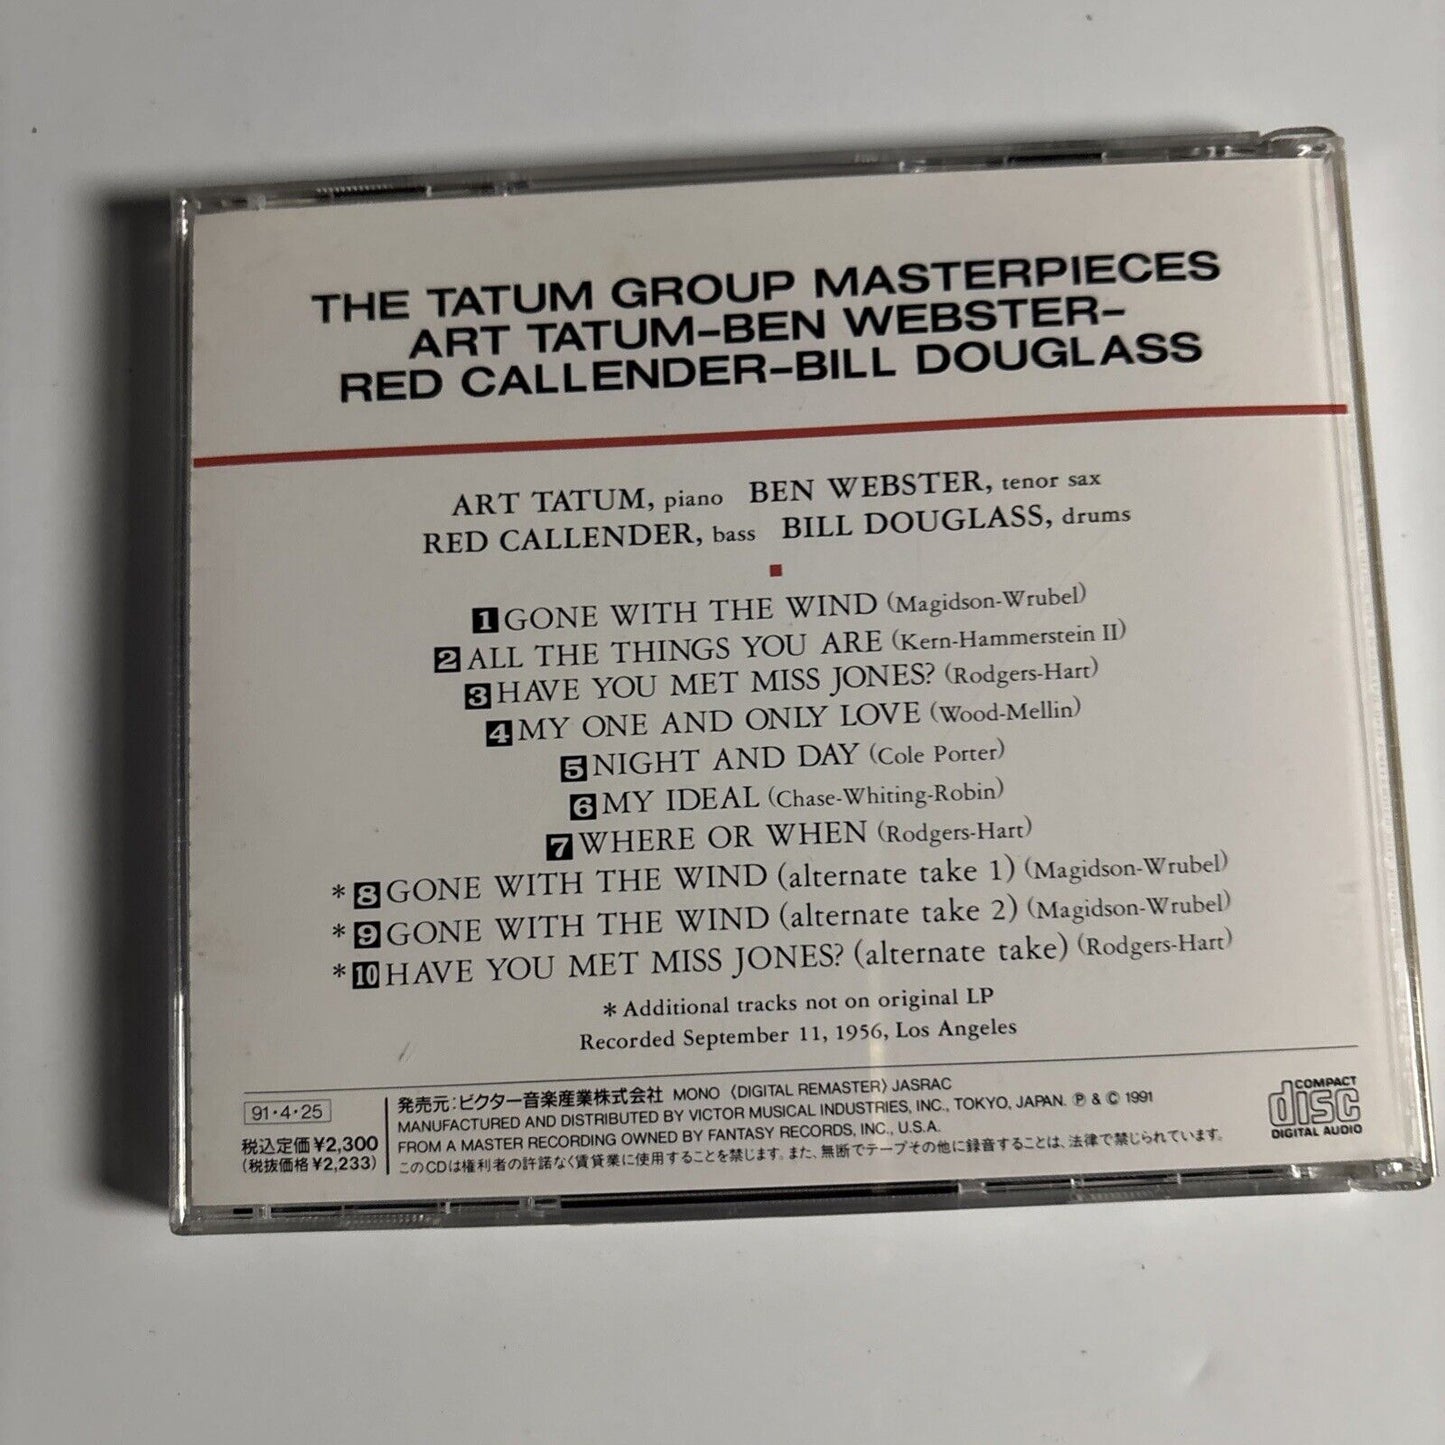 THE TATUM GROUP MASTERPIECES
ART TATUM–BEN WEBSTER–
RED CALLENDER–BILL DOUGLASS
ART TATUM, piano BEN WEBSTER, tenor sax
RED CALLENDER, bass BILL DOUGLASS, drums
1 GONE WITH THE WIND (Magidson-Wrubel)
2 ALL THE THINGS YOU ARE (Kern-Hammerstein II)
3 HAVE YOU MET MISS JONES? (Rodgers-Hart)
4 MY ONE AND ONLY LOVE (Wood-Mellin)
5 NIGHT AND DAY (Cole Porter)
6 MY IDEAL (Chase-Whiting-Robin)
7 WHERE OR WHEN (Rodgers-Hart)
* 8 GONE WITH THE WIND (alternate take 1) (Magidson-Wrubel)
* 9 GONE WITH THE WIND (alternate take 2) (Magidson-Wrubel)
* 10 HAVE YOU MET MISS JONES? (alternate take) (Rodgers-Hart)
* Additional tracks not on original LP
Recorded September 11, 1956, Los Angeles
91・4・25
税込定価¥2,300
(税抜価格¥2,233)
発売元:ビクター音楽産業株式会社 MONO 〈DIGITAL REMASTER〉 JASRAC
MANUFACTURED AND DISTRIBUTED BY VICTOR MUSICAL INDUSTRIES, INC., TOKYO, JAPAN. Ⓟ & © 1991
FROM A MASTER RECORDING OWNED BY FANTASY RECORDS, INC., U.S.A.
このCDは権利者の許諾なく賃貸業に使用することを禁じます。また、無断でテープその他に録音することは、法律で禁じられています。
COMPACT
disc
DIGITAL AUDIO